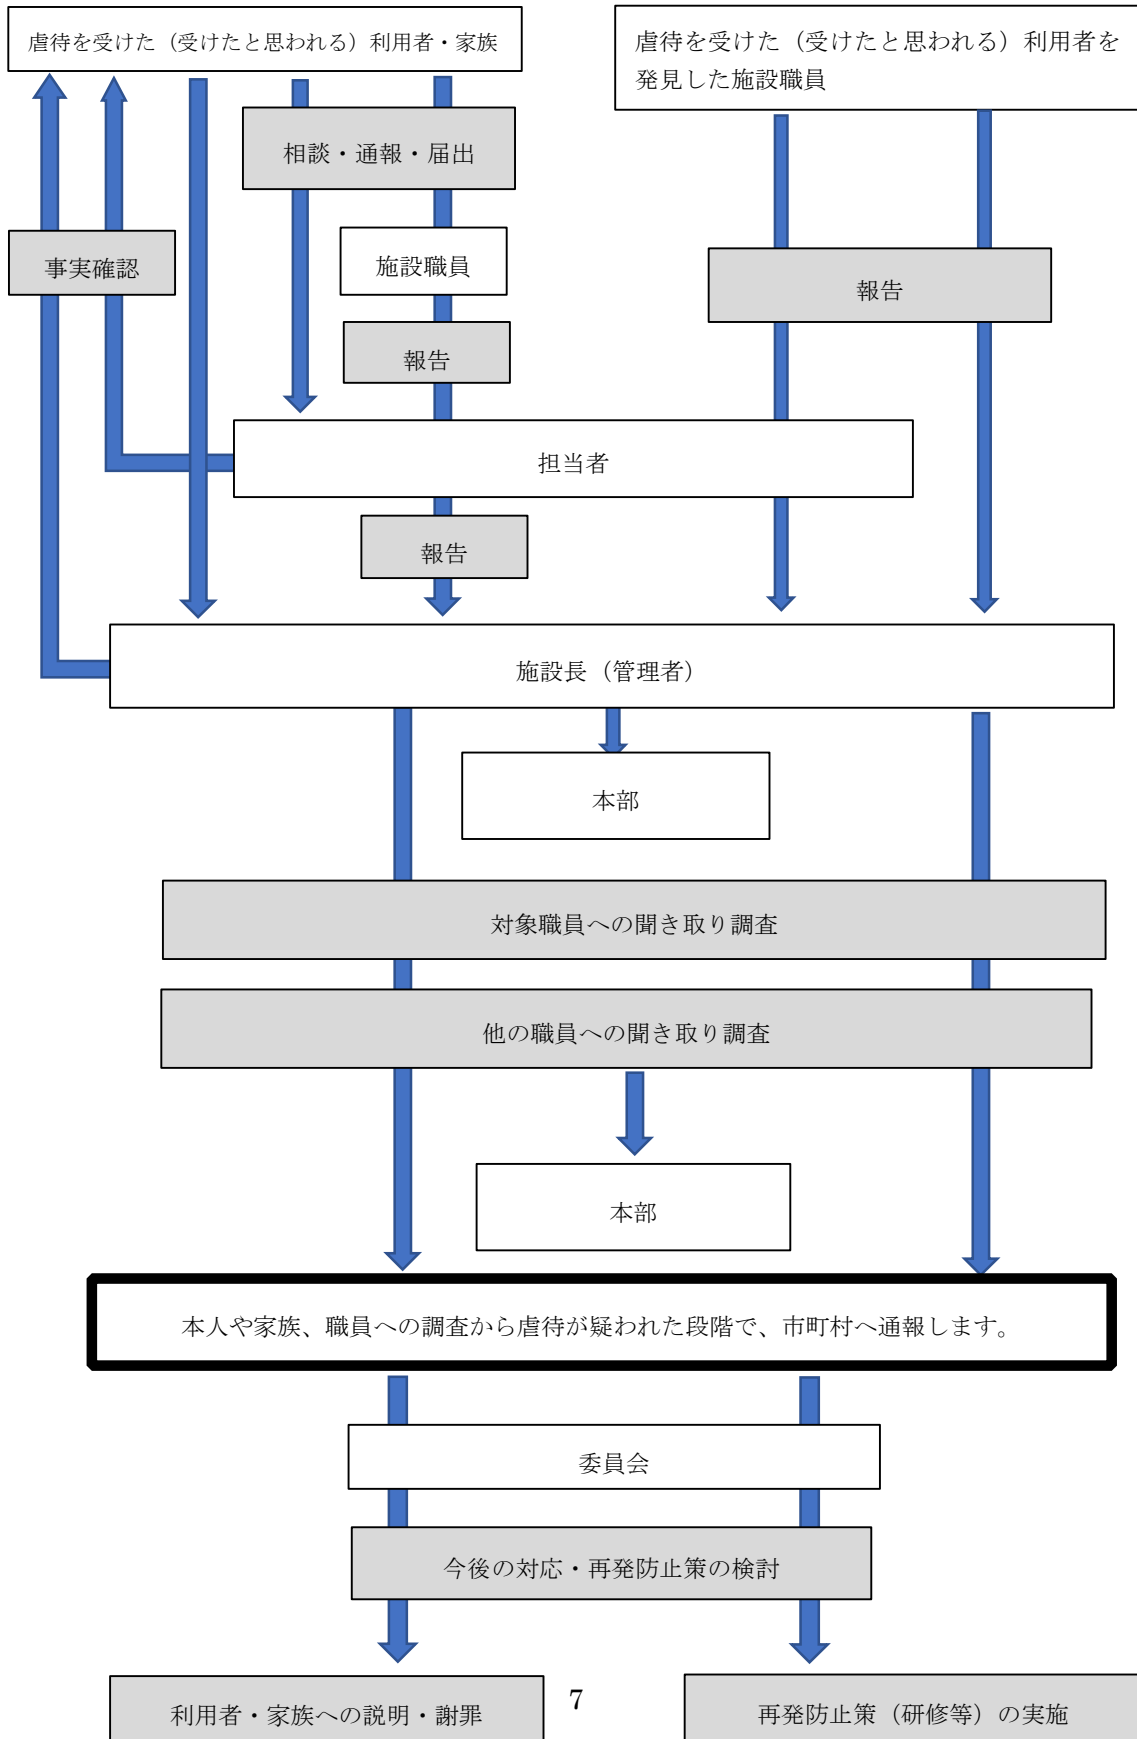 虐待を受けた（受けたと思われる）利用者・家族
虐待を受けた（受けたと思われる）利用者を
発見した施設職員
相談・通報・届出
事実確認
施設職員
報告
報告
担当者
報告
施設長（管理者）
本部
対象職員への聞き取り調査
他の職員への聞き取り調査
本部
本人や家族、職員への調査から虐待が疑われた段階で、市町村へ通報します。
委員会
今後の対応・再発防止策の検討
利用者・家族への説明・謝罪
7
再発防止策（研修等）の実施